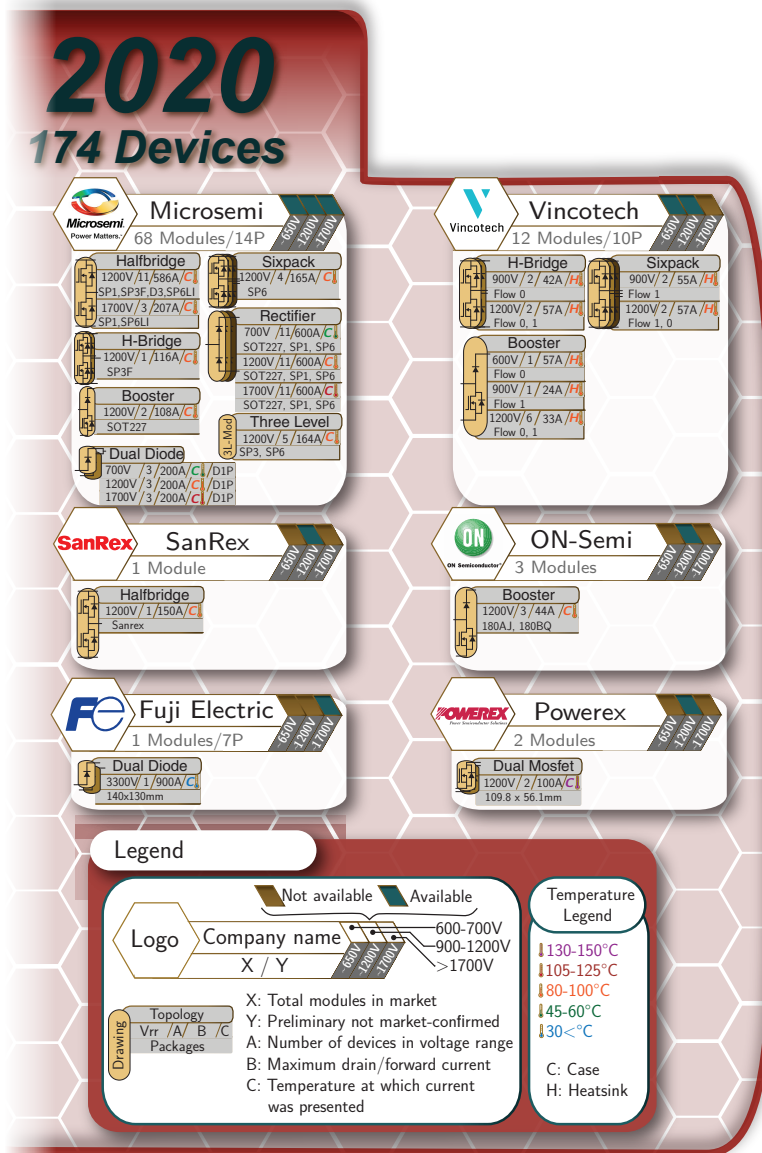 2020
174 Devices
Microsemi
Power Matters.
Microsemi
68 Modules/14P
~650V
~1200V
~1700V
Halfbridge
1200V/11/586A/C
SP1,SP3F,D3,SP6LI
1700V/3/207A/C
SP1,SP6LI
H-Bridge
1200V/1/116A/C
SP3F
Booster
1200V/2/108A/C
SOT227
Dual Diode
700V /3/200A/C /D1P
1200V/3/200A/C /D1P
1700V/3/200A/C /D1P
Sixpack
1200V/4/165A/C
SP6
Rectifier
700V /11/600A/C
SOT227, SP1, SP6
1200V/11/600A/C
SOT227, SP1, SP6
1700V/11/600A/C
SOT227, SP1, SP6
3L-Mod
Three Level
1200V/5/164A/C
SP3, SP6
Vincotech
Vincotech
12 Modules/10P
~650V
~1200V
~1700V
H-Bridge
900V/2/42A/H
Flow 0
1200V/2/57A/H
Flow 0, 1
Booster
600V/1/57A/H
Flow 0
900V/1/24A/H
Flow 1
1200V/6/33A/H
Flow 0, 1
Sixpack
900V/2/55A/H
Flow 1
1200V/2/57A/H
Flow 1, 0
SanRex
SanRex
1 Module
~650V
~1200V
~1700V
Halfbridge
1200V/1/150A/C
Sanrex
ON
ON Semiconductor
ON-Semi
3 Modules
~650V
~1200V
~1700V
Booster
1200V/3/44A/C
180AJ, 180BQ
Fe
Fuji Electric
1 Modules/7P
~650V
~1200V
~1700V
Dual Diode
3300V/1/900A/C
140x130mm
POWEREX
Power Semiconductor Solutions
Powerex
2 Modules
~650V
~1200V
~1700V
Dual Mosfet
1200V/2/100A/C
109.8 x 56.1mm
Legend
Not available
Available
Logo
Company name
X / Y
~650V
~1200V
~1700V
600-700V
900-1200V
>1700V
Drawing
Topology
Vrr /A/ B /C
Packages
X: Total modules in market
Y: Preliminary not market-confirmed
A: Number of devices in voltage range
B: Maximum drain/forward current
C: Temperature at which current
was presented
Temperature
Legend
130-150°C
105-125°C
80-100°C
45-60°C
30<°C
C: Case
H: Heatsink